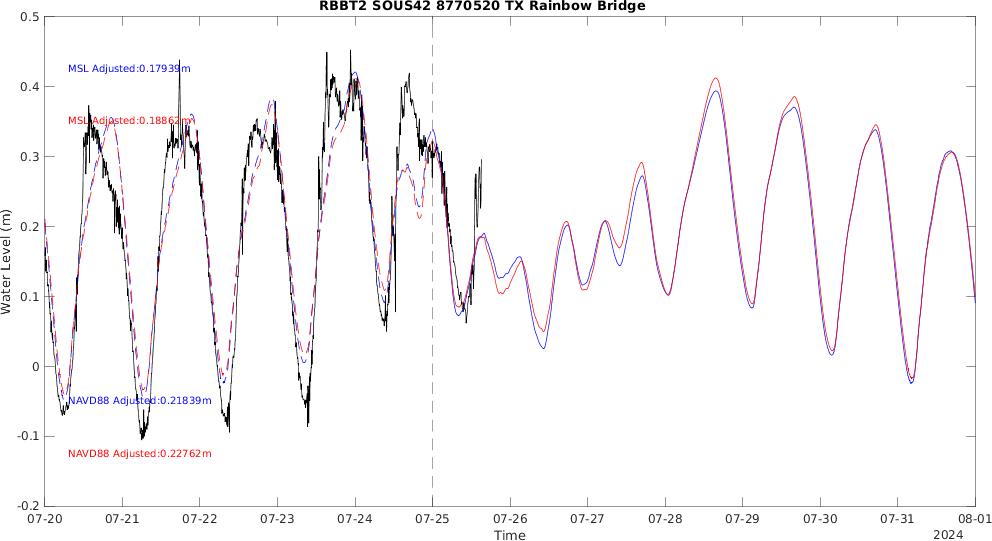 RBBT2 SOUS42 8770520 TX Rainbow Bridge
0.5
0.4
0.3
0.2
0.1
0
-0.1
-0.2
Water Level (m)
MSL Adjusted:0.17939m
MSL Adjusted:0.18862m
NAVD88 Adjusted:0.21839m
NAVD88 Adjusted:0.22762m
07-20 07-21 07-22 07-23 07-24 07-25 07-26 07-27 07-28 07-29 07-30 07-31 08-01
Time
2024